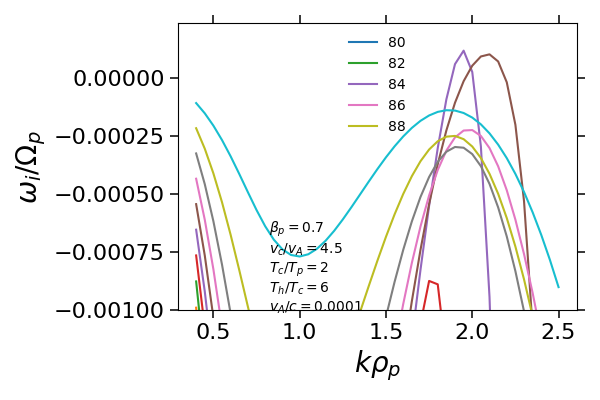 ω_i/Ω_p
0.00000
−0.00025
−0.00050
−0.00075
−0.00100
80
82
84
86
88
β_p = 0.7
v_c/v_A = 4.5
T_c/T_p = 2
T_h/T_c = 6
v_A/c = 0.0001
0.5 1.0 1.5 2.0 2.5
kρ_p